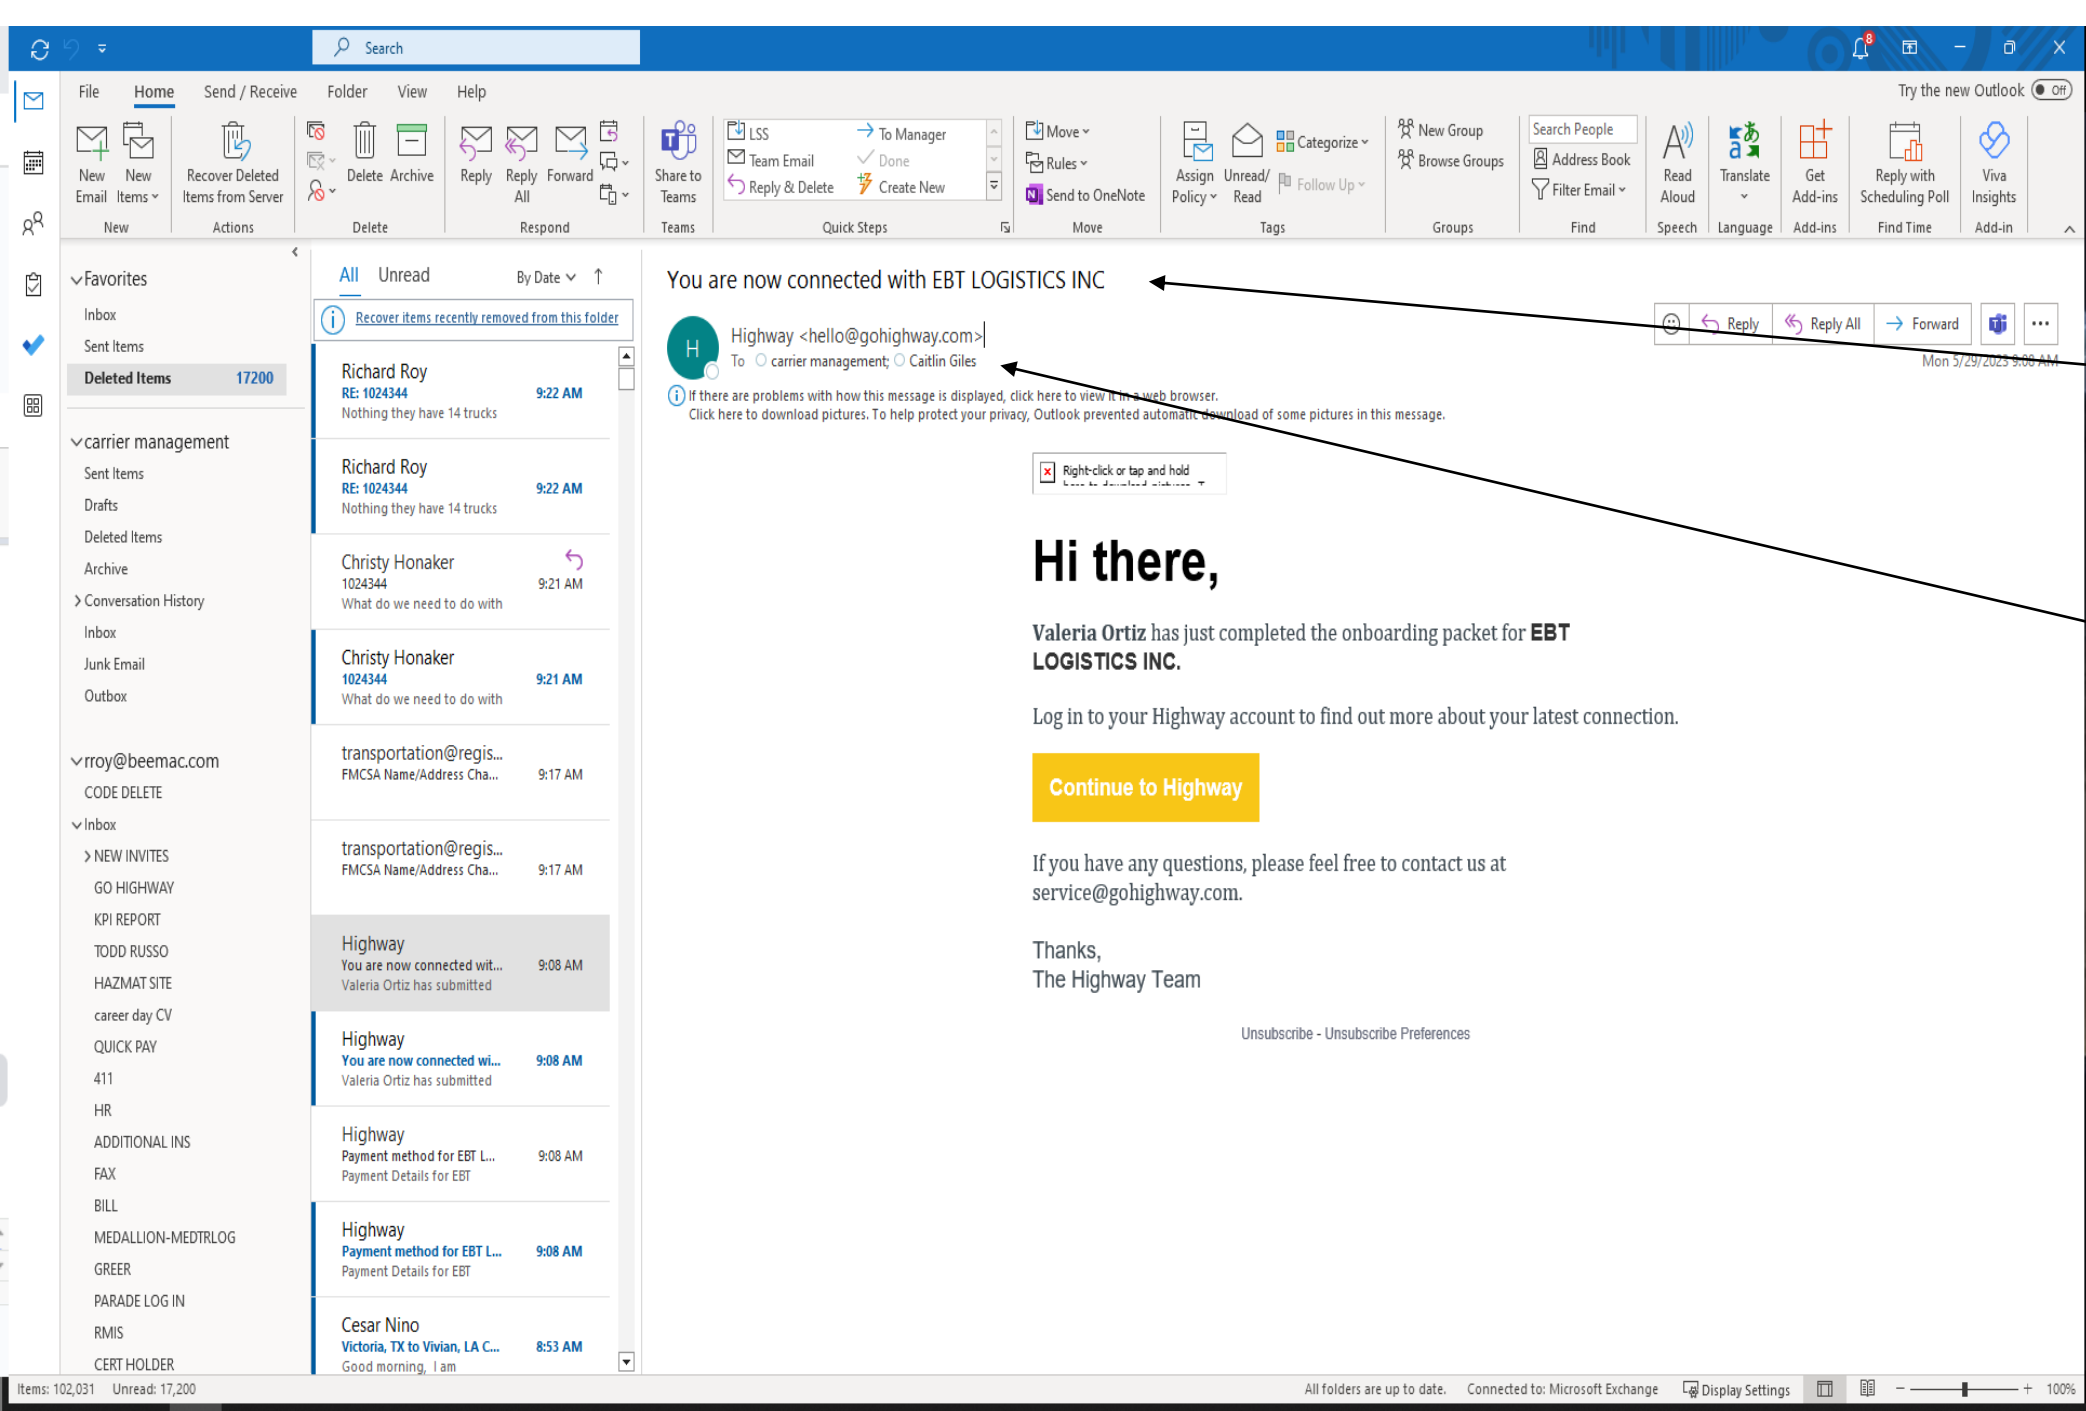 Search
8
File Home Send / Receive Folder View Help
Try the new Outlook Off
New Email
New Items
New
Recover Deleted Items from Server
Actions
Delete
Archive
Delete
Reply
Reply All
Forward
Respond
Share to Teams
Teams
LSS
Team Email
Reply & Delete
To Manager
Done
Create New
Quick Steps
Move
Rules
Send to OneNote
Move
Assign Policy
Unread/ Read
Categorize
Follow Up
Tags
New Group
Browse Groups
Groups
Search People
Address Book
Filter Email
Find
Read Aloud
Speech
Translate
Language
Get Add-ins
Add-ins
Reply with Scheduling Poll
Find Time
Viva Insights
Add-in
Favorites
Inbox
Sent Items
Deleted Items 17200
carrier management
Sent Items
Drafts
Deleted Items
Archive
Conversation History
Inbox
Junk Email
Outbox
rroy@beemac.com
CODE DELETE
Inbox
NEW INVITES
GO HIGHWAY
KPI REPORT
TODD RUSSO
HAZMAT SITE
career day CV
QUICK PAY
411
HR
ADDITIONAL INS
FAX
BILL
MEDALLION-MEDTRLOG
GREER
PARADE LOG IN
RMIS
CERT HOLDER
All Unread By Date
Recover items recently removed from this folder
Richard Roy
RE: 1024344 9:22 AM
Nothing they have 14 trucks
Richard Roy
RE: 1024344 9:22 AM
Nothing they have 14 trucks
Christy Honaker
1024344 9:21 AM
What do we need to do with
Christy Honaker
1024344 9:21 AM
What do we need to do with
transportation@regis...
FMCSA Name/Address Cha... 9:17 AM
transportation@regis...
FMCSA Name/Address Cha... 9:17 AM
Highway
You are now connected wit... 9:08 AM
Valeria Ortiz has submitted
Highway
You are now connected wi... 9:08 AM
Valeria Ortiz has submitted
Highway
Payment method for EBT L... 9:08 AM
Payment Details for EBT
Highway
Payment method for EBT L... 9:08 AM
Payment Details for EBT
Cesar Nino
Victoria, TX to Vivian, LA C... 8:53 AM
Good morning, I am
You are now connected with EBT LOGISTICS INC
H
Highway <hello@gohighway.com>
To carrier management; Caitlin Giles
Reply Reply All Forward
Mon 5/29/2023 9:08 AM
If there are problems with how this message is displayed, click here to view it in a web browser.
Click here to download pictures. To help protect your privacy, Outlook prevented automatic download of some pictures in this message.
Right-click or tap and hold
here to download pictures. T
Hi there,
Valeria Ortiz has just completed the onboarding packet for EBT
LOGISTICS INC.
Log in to your Highway account to find out more about your latest connection.
Continue to Highway
If you have any questions, please feel free to contact us at
service@gohighway.com.
Thanks,
The Highway Team
Unsubscribe - Unsubscribe Preferences
Items: 102,031 Unread: 17,200
All folders are up to date. Connected to: Microsoft Exchange Display Settings 100%